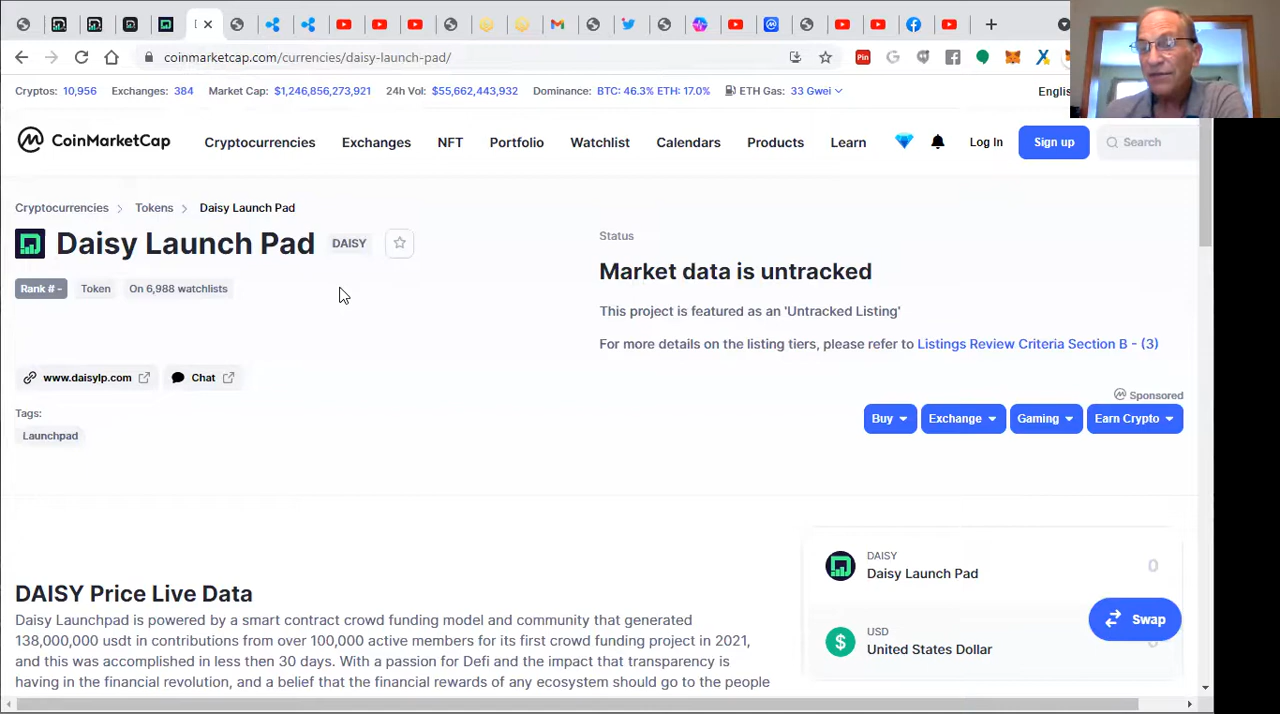 coinmarketcap.com/currencies/daisy-launch-pad/
Cryptos: 10,956 Exchanges: 384 Market Cap: $1,246,856,273,921 24h Vol: $55,662,443,932 Dominance: BTC: 46.3% ETH: 17.0% ETH Gas: 33 Gwei
CoinMarketCap Cryptocurrencies Exchanges NFT Portfolio Watchlist Calendars Products Learn Log In Sign up Search
Cryptocurrencies Tokens Daisy Launch Pad
Daisy Launch Pad DAISY
Rank # - Token On 6,988 watchlists
www.daisylp.com Chat
Tags:
Launchpad
Status
Market data is untracked
This project is featured as an 'Untracked Listing'
For more details on the listing tiers, please refer to Listings Review Criteria Section B - (3)
Sponsored
Buy Exchange Gaming Earn Crypto
DAISY Price Live Data
Daisy Launchpad is powered by a smart contract crowd funding model and community that generated
138,000,000 usdt in contributions from over 100,000 active members for its first crowd funding project in 2021,
and this was accomplished in less then 30 days. With a passion for Defi and the impact that transparency is
having in the financial revolution, and a belief that the financial rewards of any ecosystem should go to the people
DAISY
Daisy Launch Pad 0
USD
United States Dollar
Swap